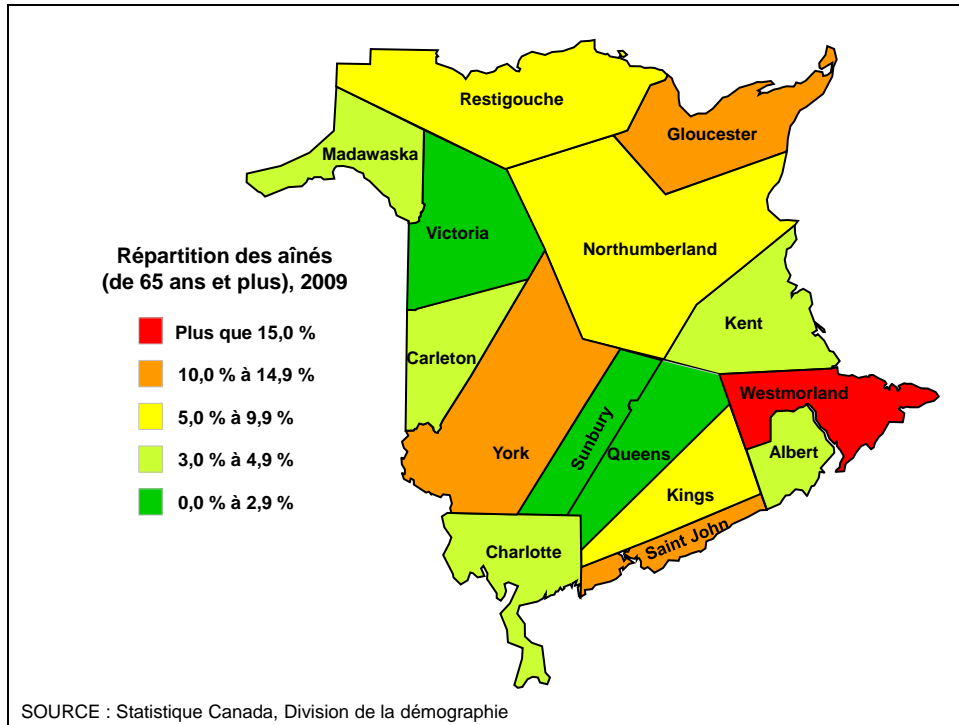 Restigouche
Gloucester
Madawaska
Victoria
Northumberland
Répartition des aînés
(de 65 ans et plus), 2009
Plus que 15,0 %
10,0 % à 14,9 %
5,0 % à 9,9 %
3,0 % à 4,9 %
0,0 % à 2,9 %
Kent
Carleton
Westmorland
York
Sunbury
Queens
Albert
Kings
Saint John
Charlotte
SOURCE : Statistique Canada, Division de la démographie